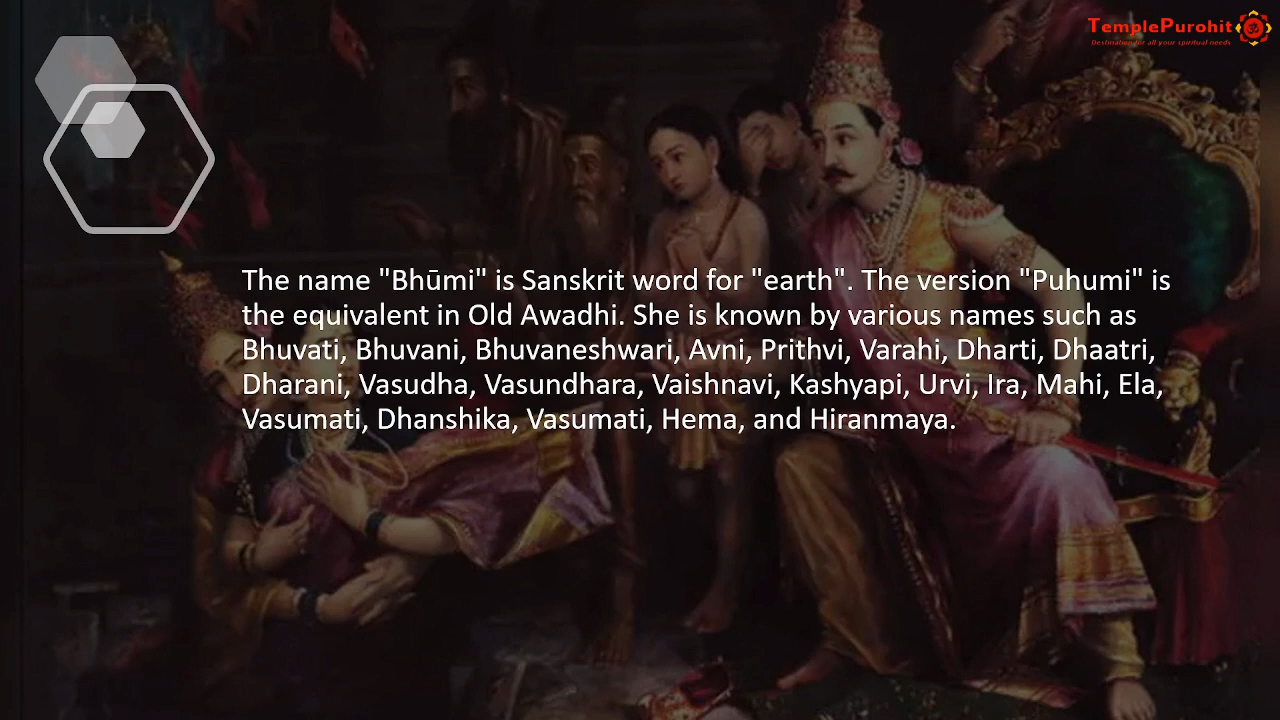 TemplePurohit
Destination for all your spiritual needs
The name "Bhūmi" is Sanskrit word for "earth". The version "Puhumi" is
the equivalent in Old Awadhi. She is known by various names such as
Bhuvati, Bhuvani, Bhuvaneshwari, Avni, Prithvi, Varahi, Dharti, Dhaatri,
Dharani, Vasudha, Vasundhara, Vaishnavi, Kashyapi, Urvi, Ira, Mahi, Ela,
Vasumati, Dhanshika, Vasumati, Hema, and Hiranmaya.